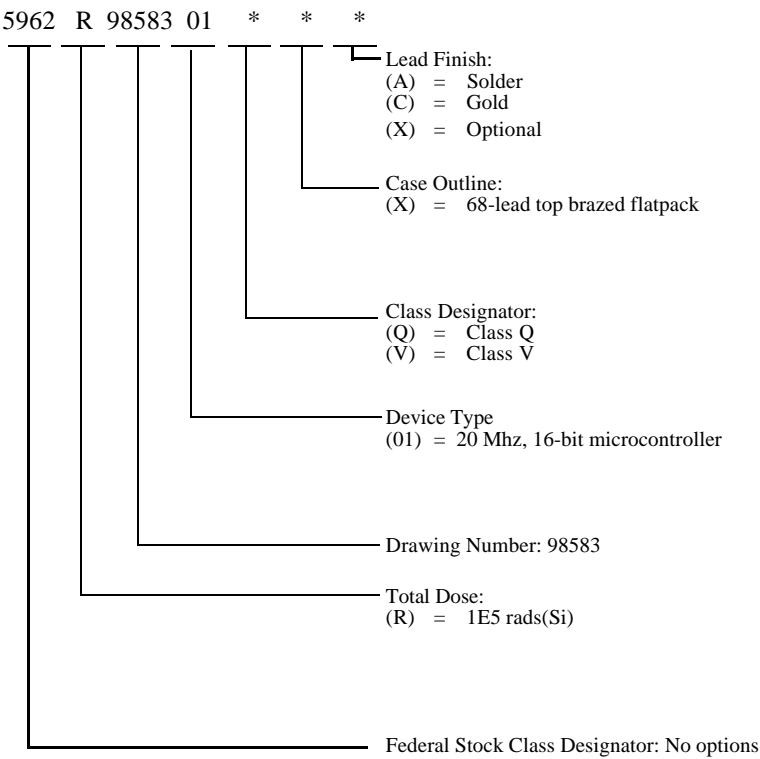 5962 R 98583 01 * * *
Lead Finish:
(A) = Solder
(C) = Gold
(X) = Optional
Case Outline:
(X) = 68-lead top brazed flatpack
Class Designator:
(Q) = Class Q
(V) = Class V
Device Type
(01) = 20 Mhz, 16-bit microcontroller
Drawing Number: 98583
Total Dose:
(R) = 1E5 rads(Si)
Federal Stock Class Designator: No options